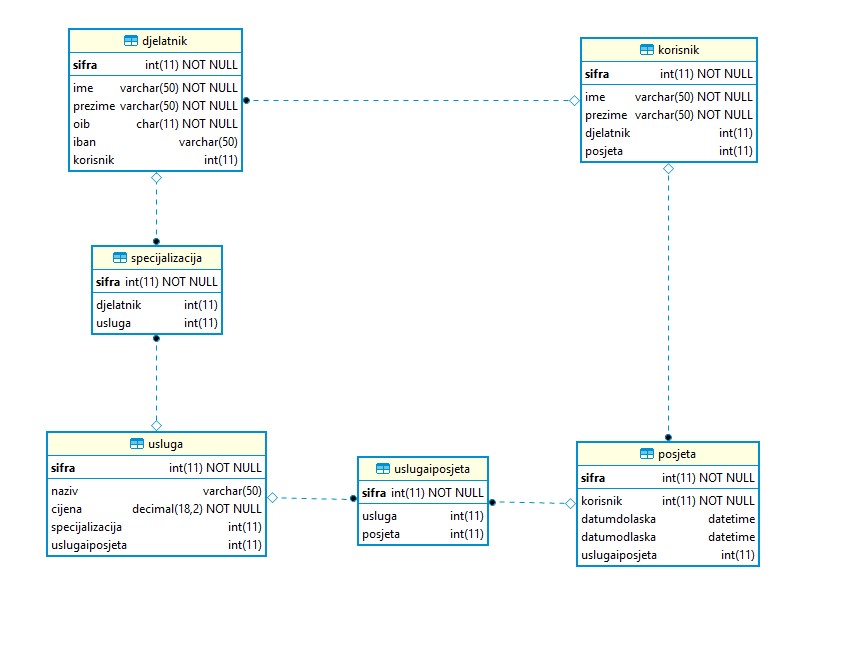 djelatnik
sifra int(11) NOT NULL
ime varchar(50) NOT NULL
prezime varchar(50) NOT NULL
oib char(11) NOT NULL
iban varchar(50)
korisnik int(11)
korisnik
sifra int(11) NOT NULL
ime varchar(50) NOT NULL
prezime varchar(50) NOT NULL
djelatnik int(11)
posjeta int(11)
specijalizacija
sifra int(11) NOT NULL
djelatnik int(11)
usluga int(11)
usluga
sifra int(11) NOT NULL
naziv varchar(50)
cijena decimal(18,2) NOT NULL
specijalizacija int(11)
uslugaiposjeta int(11)
uslugaiposjeta
sifra int(11) NOT NULL
usluga int(11)
posjeta int(11)
posjeta
sifra int(11) NOT NULL
korisnik int(11) NOT NULL
datumdolaska datetime
datumodlaska datetime
uslugaiposjeta int(11)